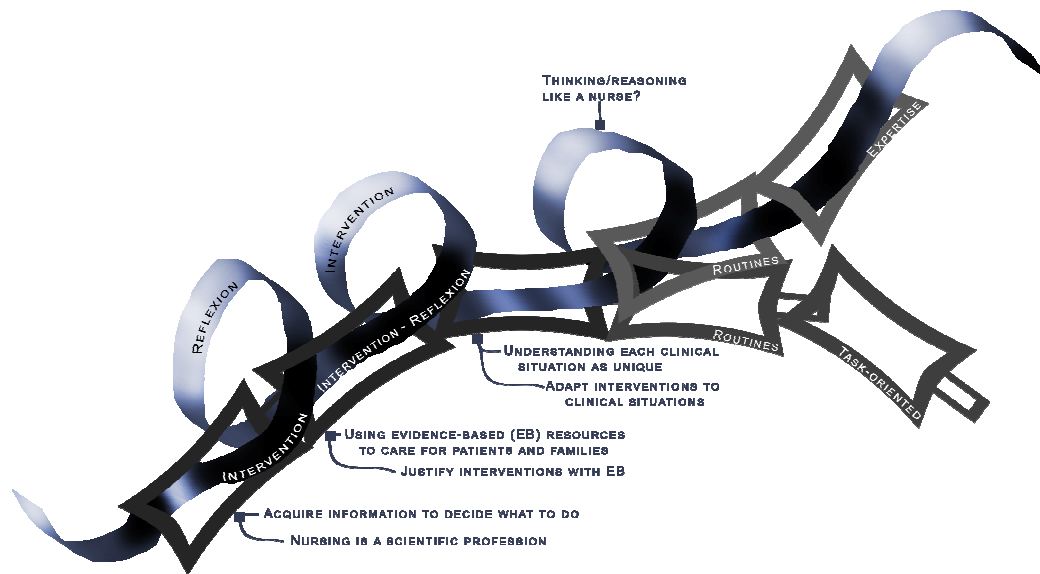 Thinking/reasoning
like a nurse?
Expertise
Intervention
Reflexion
Intervention - Reflexion
Routines
Routines
Task-oriented
Intervention
Understanding each clinical
situation as unique
Adapt interventions to
clinical situations
Using evidence-based (EB) resources
to care for patients and families
Justify interventions with EB
Acquire information to decide what to do
Nursing is a scientific profession